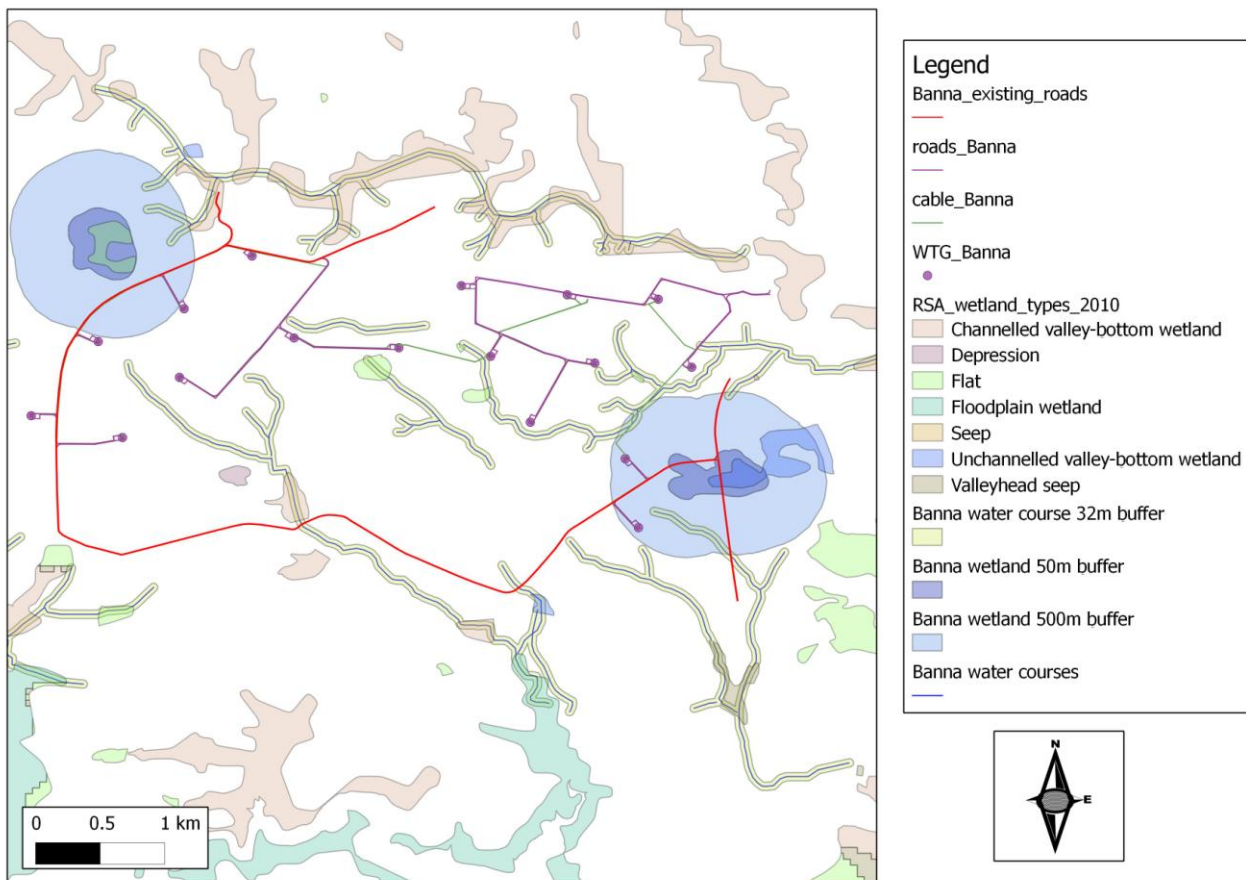 Legend
Banna_existing_roads
roads_Banna
cable_Banna
WTG_Banna
RSA_wetland_types_2010
Channelled valley-bottom wetland
Depression
Flat
Floodplain wetland
Seep
Unchannelled valley-bottom wetland
Valleyhead seep
Banna water course 32m buffer
Banna wetland 50m buffer
Banna wetland 500m buffer
Banna water courses
0 0.5 1 km
N
E